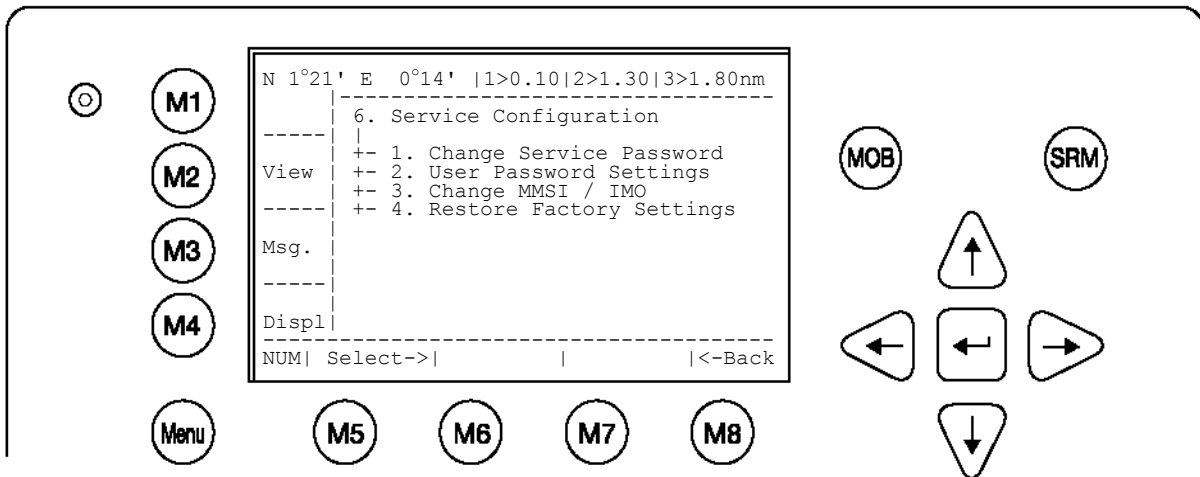 N 1°21' E 0°14' |1>0.10|2>1.30|3>1.80nm
6. Service Configuration
+- 1. Change Service Password
View
+- 2. User Password Settings
+- 3. Change MMSI / IMO
+- 4. Restore Factory Settings
Msg.
Displ
NUM| Select->| | |<-Back
M1
M2
M3
M4
Menu
M5
M6
M7
M8
MOB
SRM